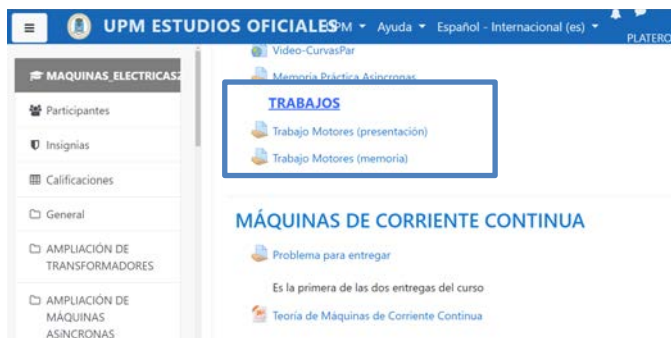 UPM ESTUDIOS OFICIALES
UPM Ayuda Español - Internacional (es)
PLATERO
MAQUINAS_ELECTRICAS2
Participantes
Insignias
Calificaciones
General
AMPLIACIÓN DE
TRANSFORMADORES
AMPLIACIÓN DE
MÁQUINAS
ASíNCRONAS
Video-CurvasPar
Memoria Práctica Asincronas
TRABAJOS
Trabajo Motores (presentación)
Trabajo Motores (memoria)
MÁQUINAS DE CORRIENTE CONTINUA
Problema para entregar
Es la primera de las dos entregas del curso
Teoría de Máquinas de Corriente Continua